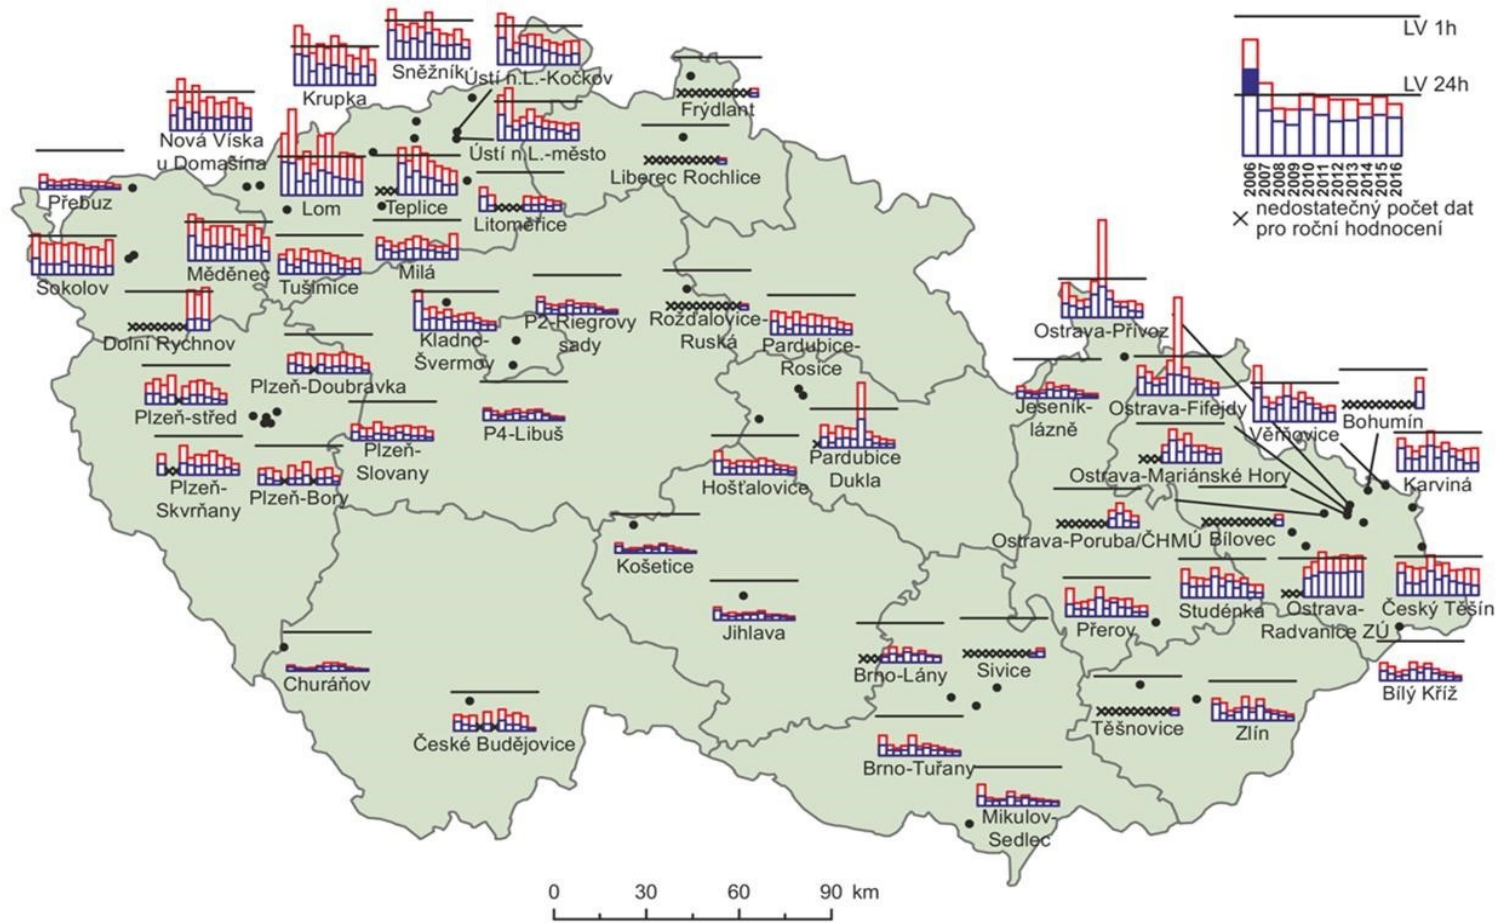 LV 1h
LV 24h
2006
2007
2008
2009
2010
2011
2012
2013
2014
2015
2016
nedostatečný počet dat
pro roční hodnocení
Sněžník
Ústí n.L.-Kočkov
Krupka
Frýdlant
Nová Víska
u Domašína
Ústí n.L.-město
Liberec Rochlice
Přebuz
Lom
Teplice
Litoměřice
Sokolov
Měděnec
Tušimice
Milá
Dolní Rychnov
Kladno-
Švermov
P2-Riegrovy
sady
Rožďalovice-
Ruská
Pardubice-
Rosice
Ostrava-Přívoz
Plzeň-Doubravka
Plzeň-střed
P4-Libuš
Jeseník-
lázně
Ostrava-Fifejdy
Věřňovice
Bohumín
Plzeň-
Slovany
Pardubice
Dukla
Ostrava-Mariánské Hory
Karviná
Plzeň-
Skvrňany
Plzeň-Bory
Hošťalovice
Ostrava-Poruba/ČHMÚ
Bílovec
Košetice
Studénka
Ostrava-
Radvanice ZÚ
Český Těšín
Jihlava
Přerov
Churáňov
Brno-Lány
Sivice
Bílý Kříž
České Budějovice
Těšnovice
Zlín
Brno-Tuřany
Mikulov-
Sedlec
0 30 60 90 km